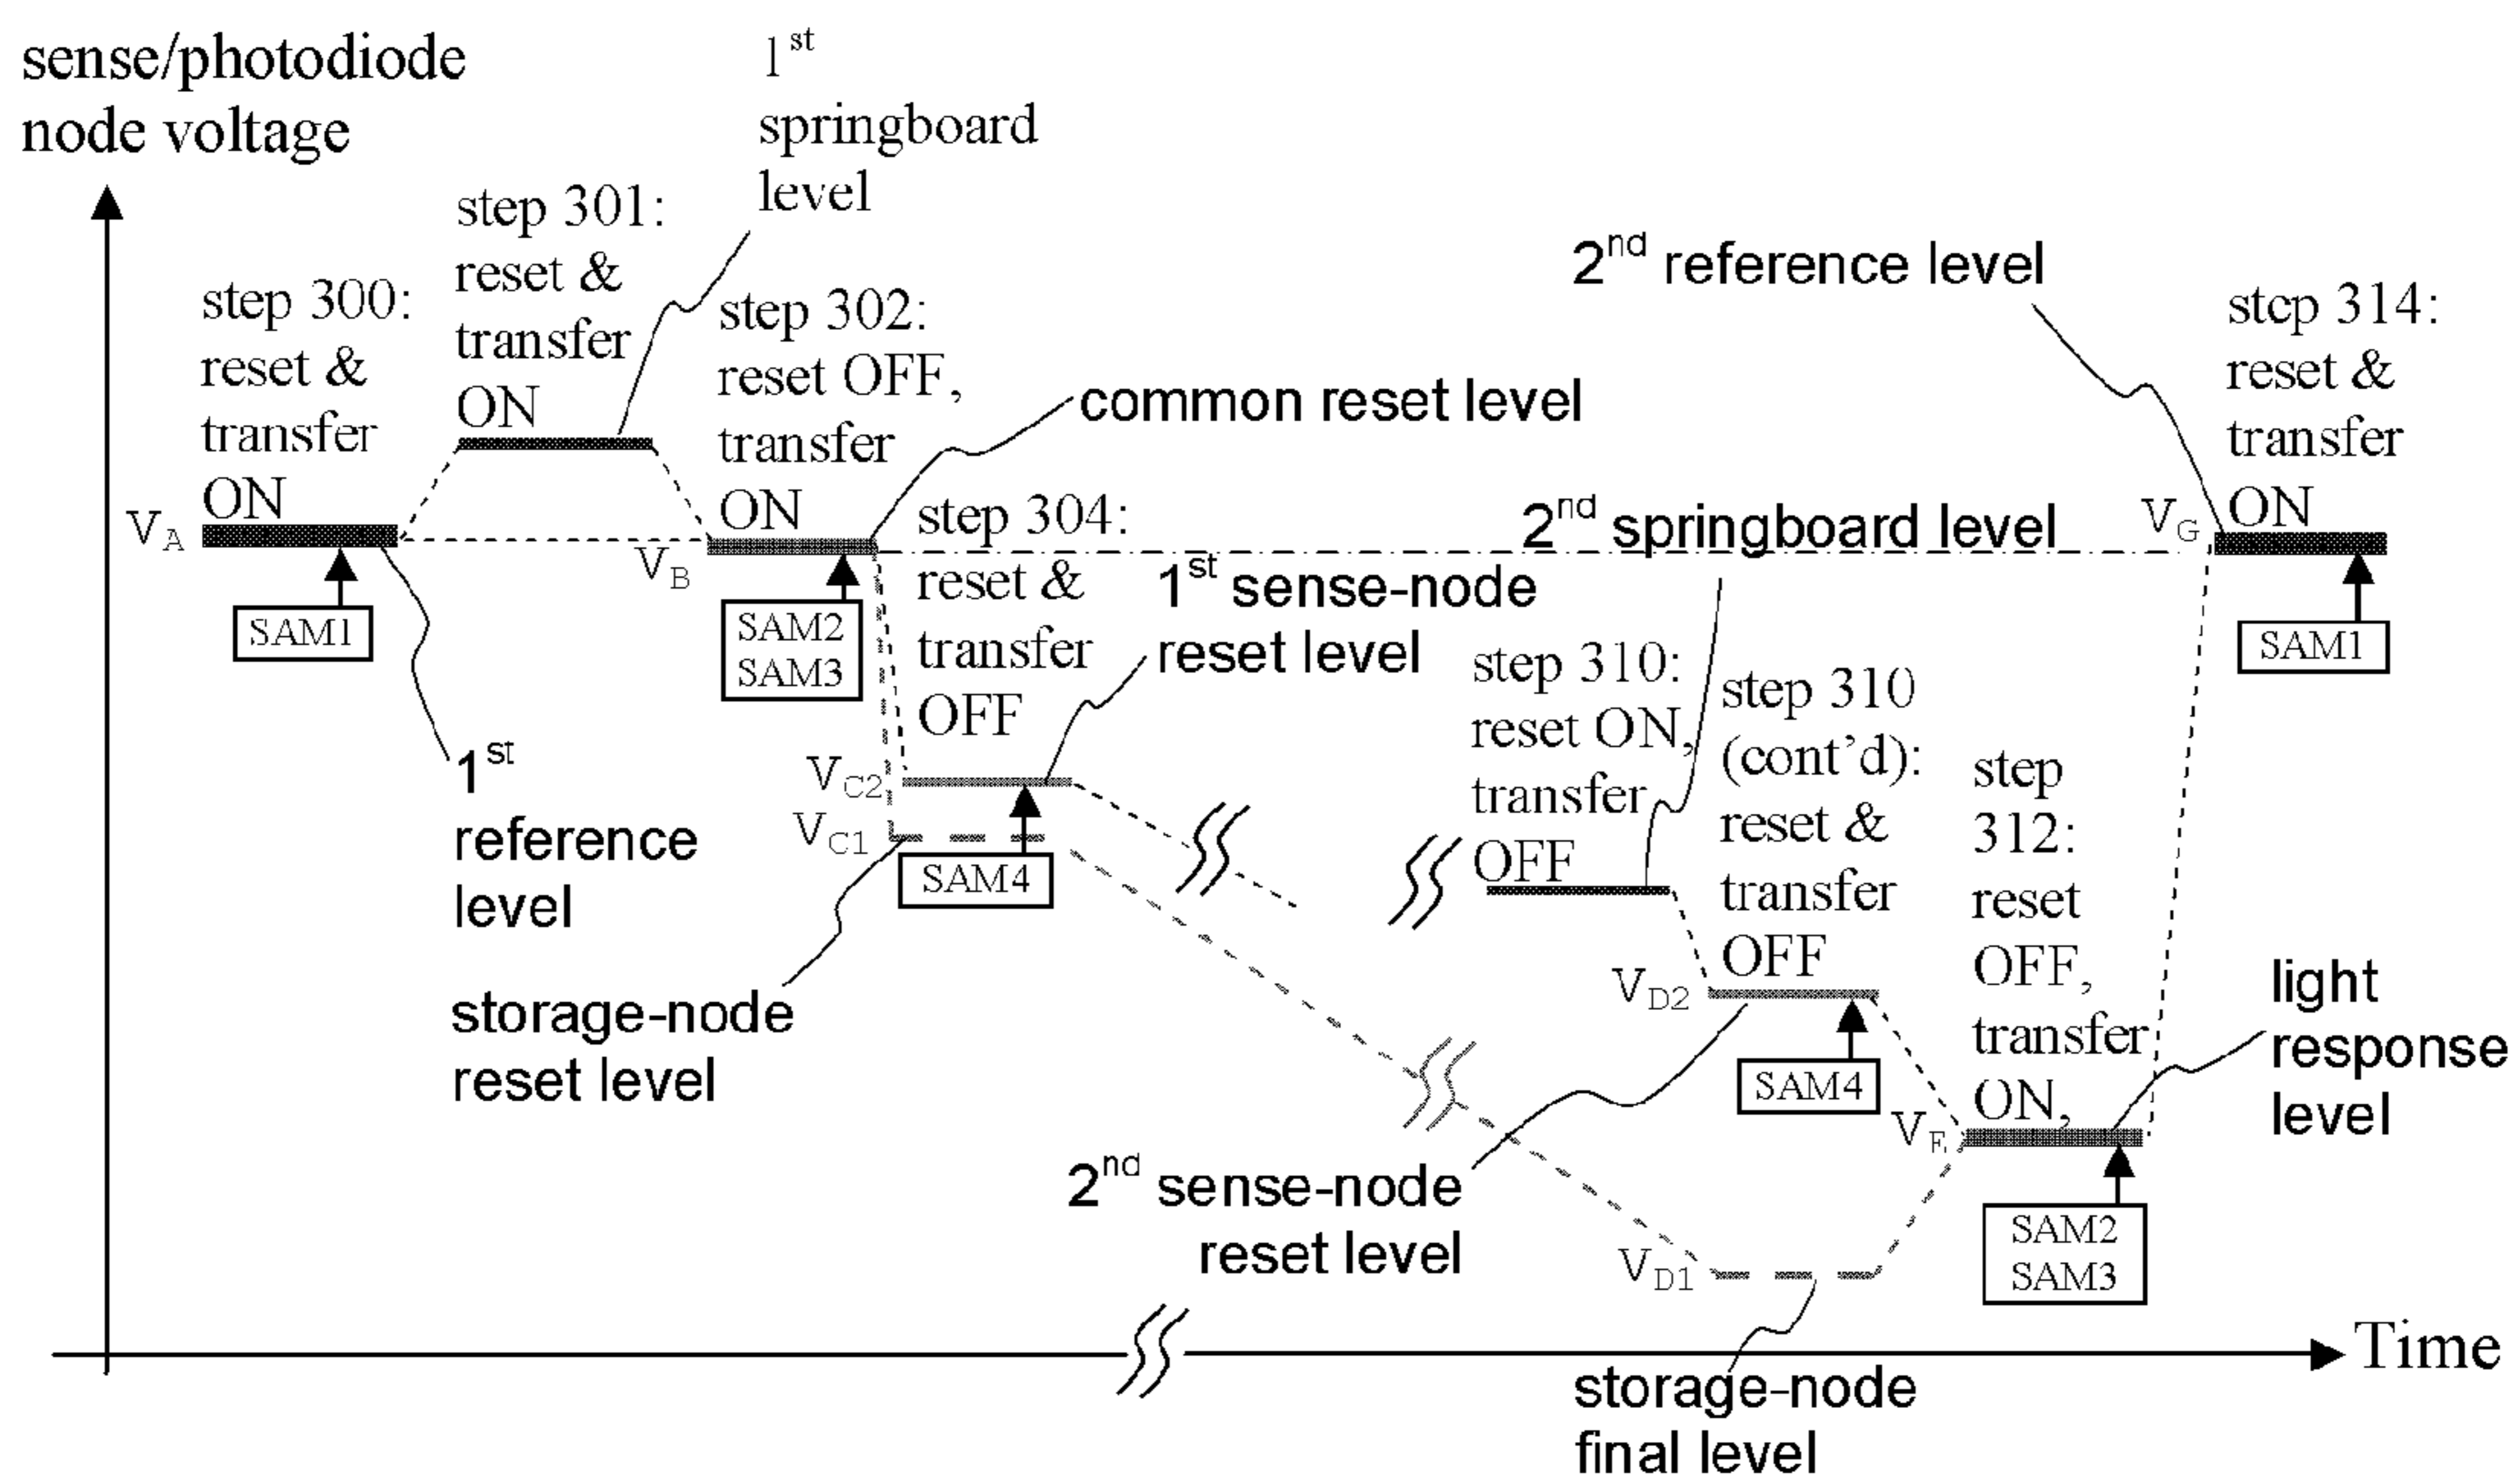 sense/photodiode
node voltage
1st
springboard
level
step 301:
reset &
transfer
ON
step 300:
reset &
transfer
ON
step 302:
reset OFF,
transfer
ON
common reset level
2nd reference level
step 314:
reset &
transfer
ON
VA
VB
VG
SAM1
SAM2
SAM3
step 304:
reset &
transfer
OFF
2nd springboard level
1st sense-node
reset level
SAM1
1st
reference
level
VC2
VC1
SAM4
storage-node
reset level
step 310:
reset ON,
transfer
OFF
step 310
(cont'd):
reset &
transfer
OFF
step
312:
reset
OFF,
transfer
ON,
VD2
SAM4
VE
light
response
level
2nd sense-node
reset level
VD1
SAM2
SAM3
Time
storage-node
final level